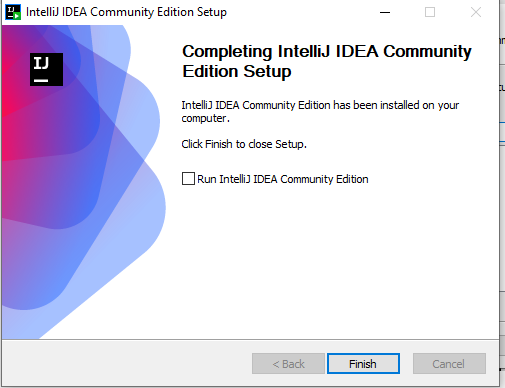 IntelliJ IDEA Community Edition Setup
IJ
Completing IntelliJ IDEA Community
Edition Setup
IntelliJ IDEA Community Edition has been installed on your
computer.
Click Finish to close Setup.
Run IntelliJ IDEA Community Edition
< Back
Finish
Cancel